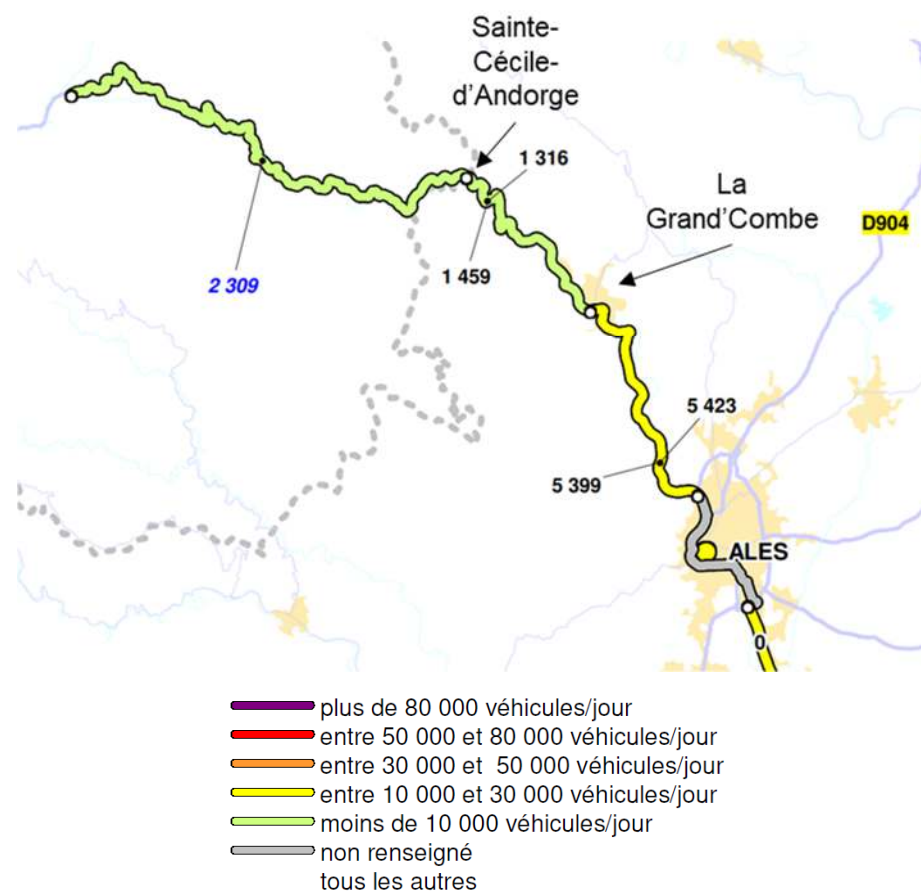 Sainte-
Cécile-
d'Andorge
1 316
La
Grand'Combe
D904
2 309
1 459
5 423
5 399
ALES
0
plus de 80 000 véhicules/jour
entre 50 000 et 80 000 véhicules/jour
entre 30 000 et 50 000 véhicules/jour
entre 10 000 et 30 000 véhicules/jour
moins de 10 000 véhicules/jour
non renseigné
tous les autres